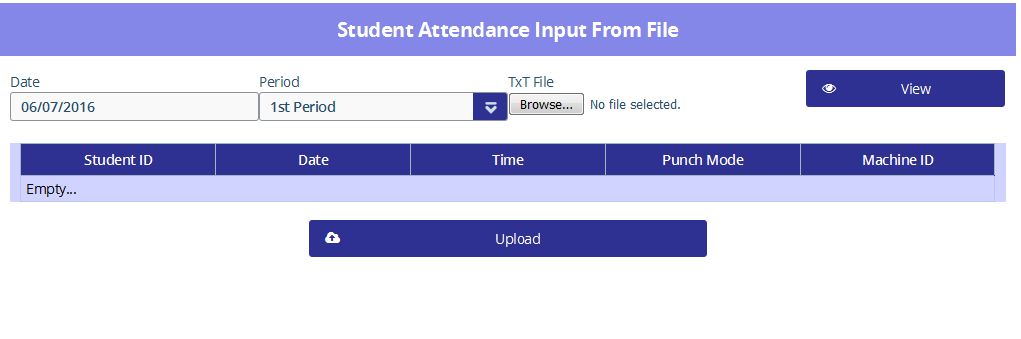 Student Attendance Input From File
Date Period TxT File
06/07/2016 1st Period Browse... No file selected. View
Student ID Date Time Punch Mode Machine ID
Empty...
Upload